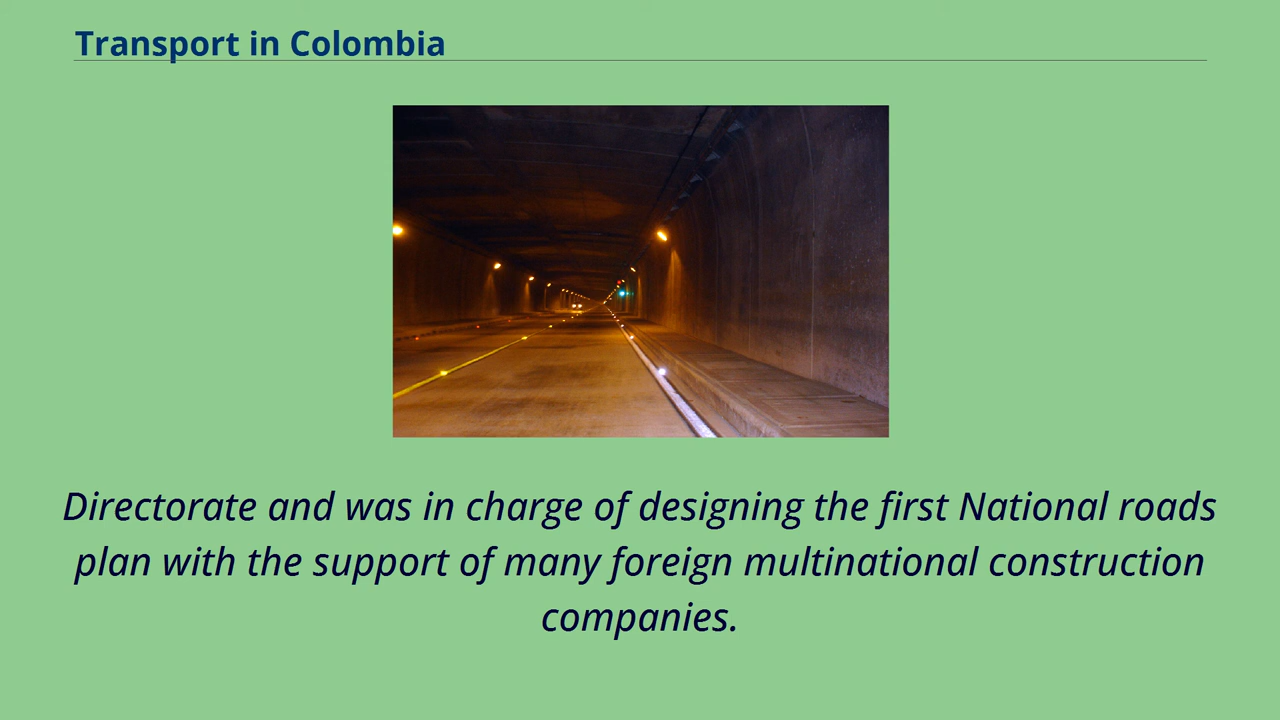 Transport in Colombia
Directorate and was in charge of designing the first National roads
plan with the support of many foreign multinational construction
companies.